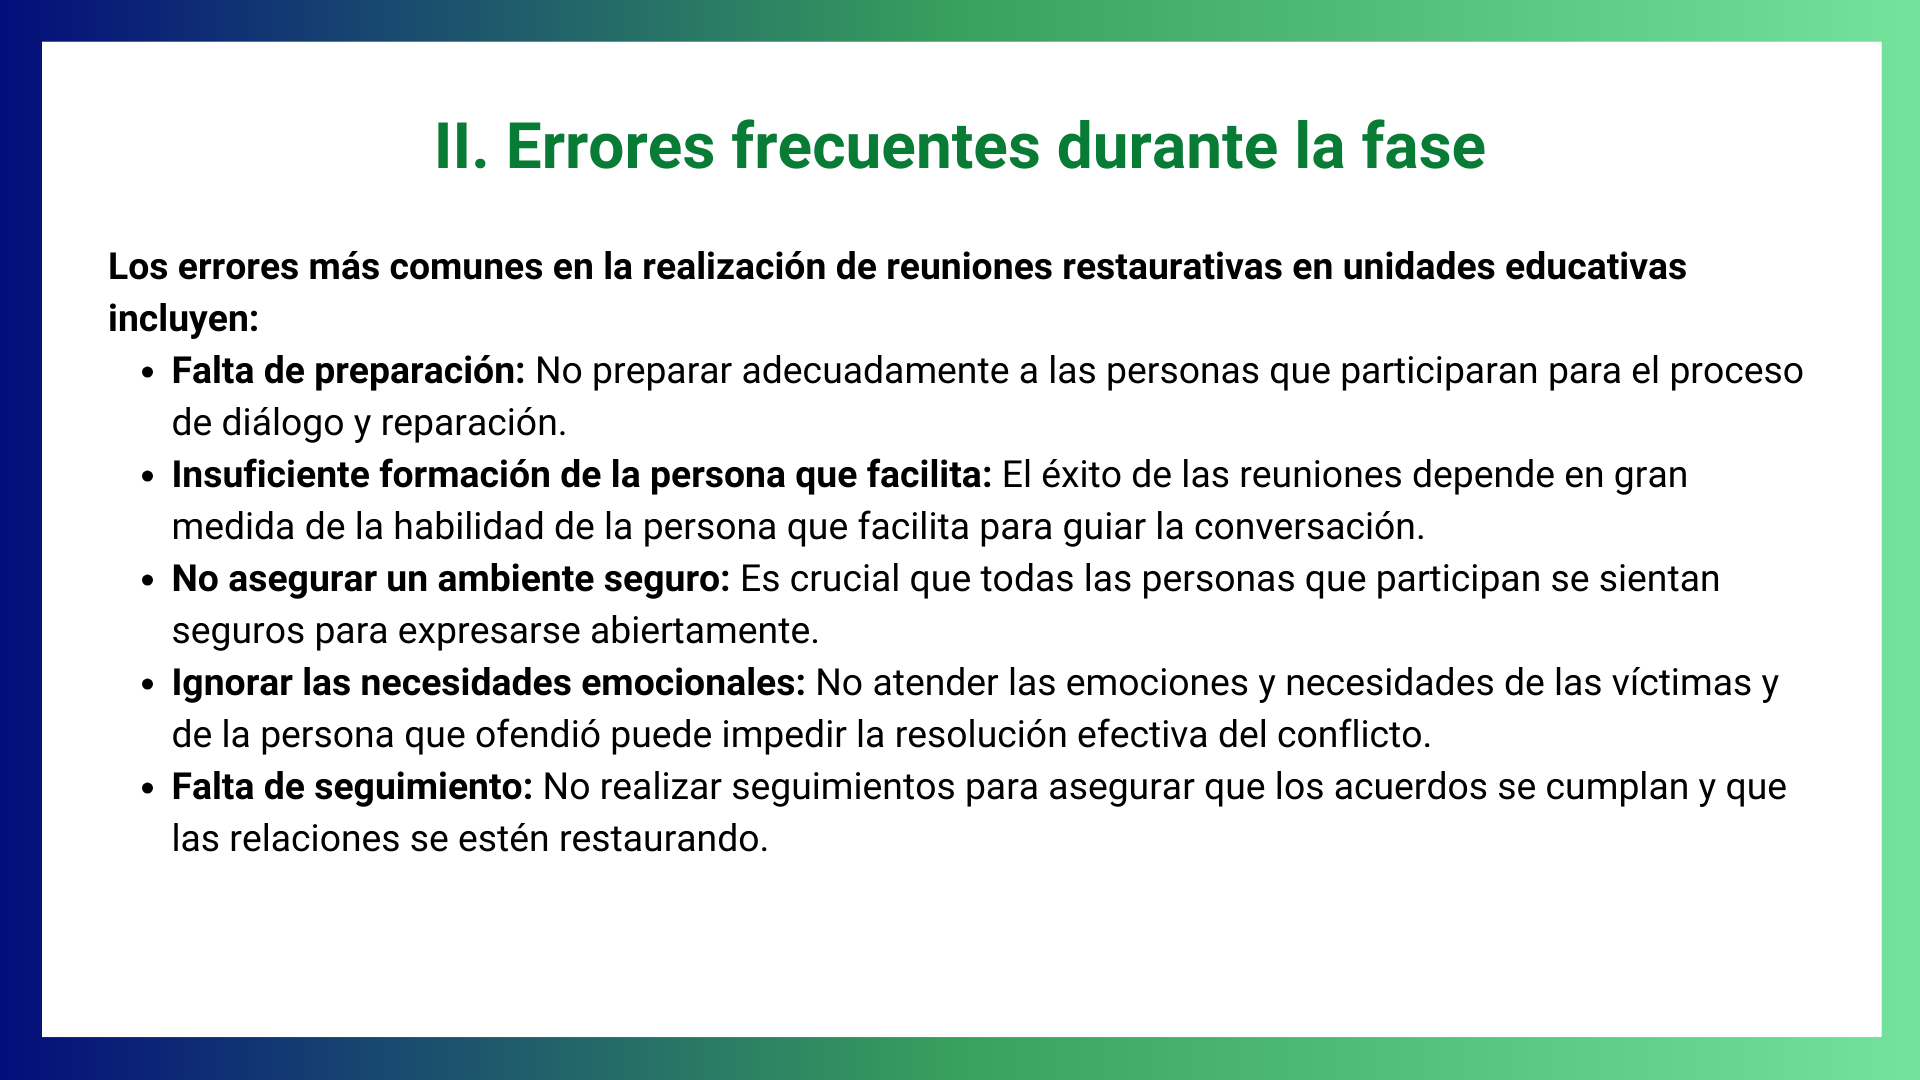 II. Errores frecuentes durante la fase
Los errores más comunes en la realización de reuniones restaurativas en unidades educativas
incluyen:
• Falta de preparación: No preparar adecuadamente a las personas que participaran para el proceso
de diálogo y reparación.
• Insuficiente formación de la persona que facilita: El éxito de las reuniones depende en gran
medida de la habilidad de la persona que facilita para guiar la conversación.
• No asegurar un ambiente seguro: Es crucial que todas las personas que participan se sientan
seguros para expresarse abiertamente.
• Ignorar las necesidades emocionales: No atender las emociones y necesidades de las víctimas y
de la persona que ofendió puede impedir la resolución efectiva del conflicto.
• Falta de seguimiento: No realizar seguimientos para asegurar que los acuerdos se cumplan y que
las relaciones se estén restaurando.